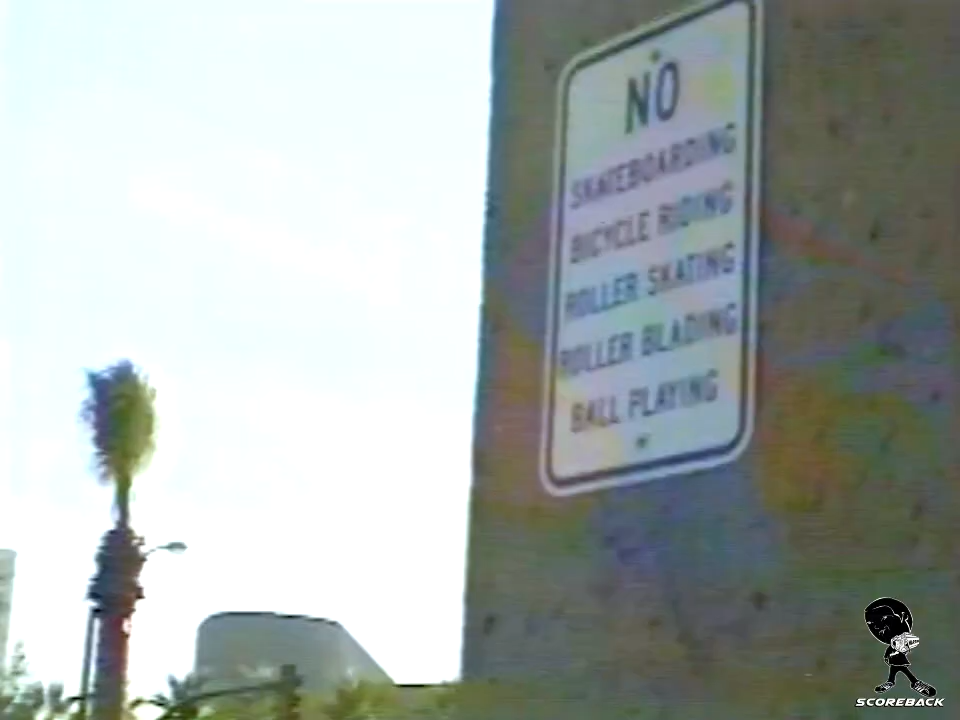 NO
SKATEBOARDING
BICYCLE RIDING
ROLLER SKATING
ROLLER BLADING
BALL PLAYING
SCOREBACK